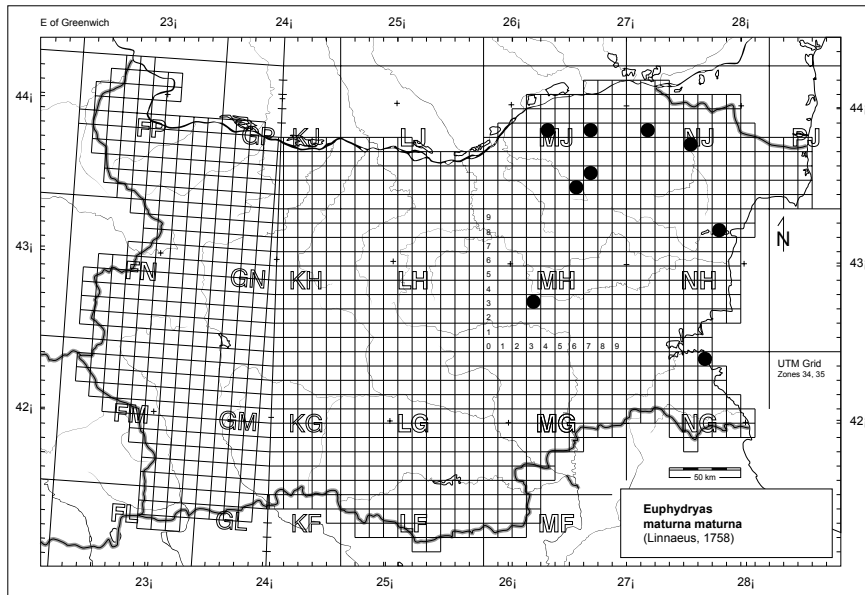 E of Greenwich 23¡ 24¡ 25¡ 26¡ 27¡ 28¡
44¡ 44¡
FP GP KJ LJ MJ NJ PJ
9
8
43¡ 7 N 43¡
6
FN GN KH LH 5 MH NH
4
3
2
1
0 1 2 3 4 5 6 7 8 9
UTM Grid
Zones 34, 35
42¡ FM GM KG LG MG NG 42¡
50 km
Euphydryas
maturna maturna
(Linnaeus, 1758)
FL GL KF LF MF
23¡ 24¡ 25¡ 26¡ 27¡ 28¡